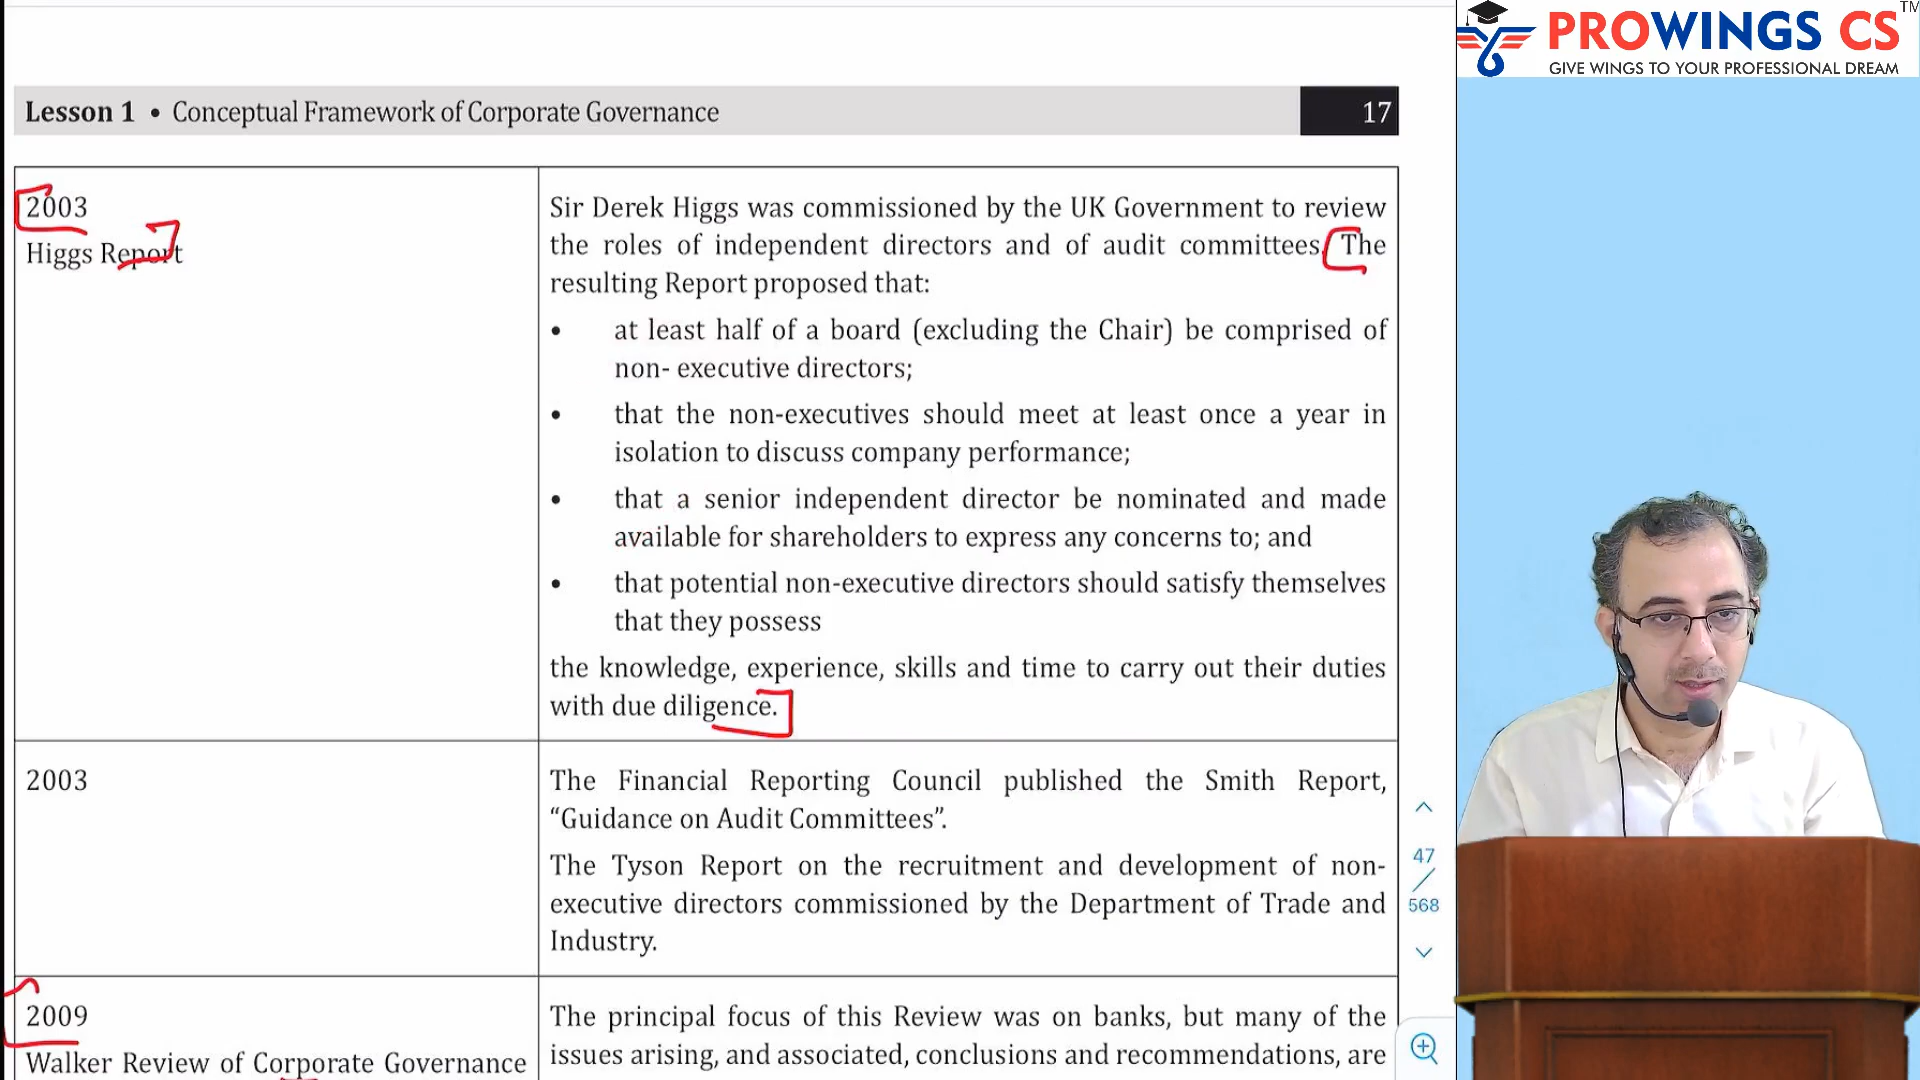 PROWINGS CS TM
GIVE WINGS TO YOUR PROFESSIONAL DREAM
Lesson 1 • Conceptual Framework of Corporate Governance 17
2003
Higgs Report
Sir Derek Higgs was commissioned by the UK Government to review
the roles of independent directors and of audit committees. The
resulting Report proposed that:
• at least half of a board (excluding the Chair) be comprised of
non- executive directors;
• that the non-executives should meet at least once a year in
isolation to discuss company performance;
• that a senior independent director be nominated and made
available for shareholders to express any concerns to; and
• that potential non-executive directors should satisfy themselves
that they possess
the knowledge, experience, skills and time to carry out their duties
with due diligence.
2003
The Financial Reporting Council published the Smith Report,
“Guidance on Audit Committees”.
The Tyson Report on the recruitment and development of non-
executive directors commissioned by the Department of Trade and
Industry.
2009
Walker Review of Corporate Governance
The principal focus of this Review was on banks, but many of the
issues arising, and associated, conclusions and recommendations, are
47
/
568